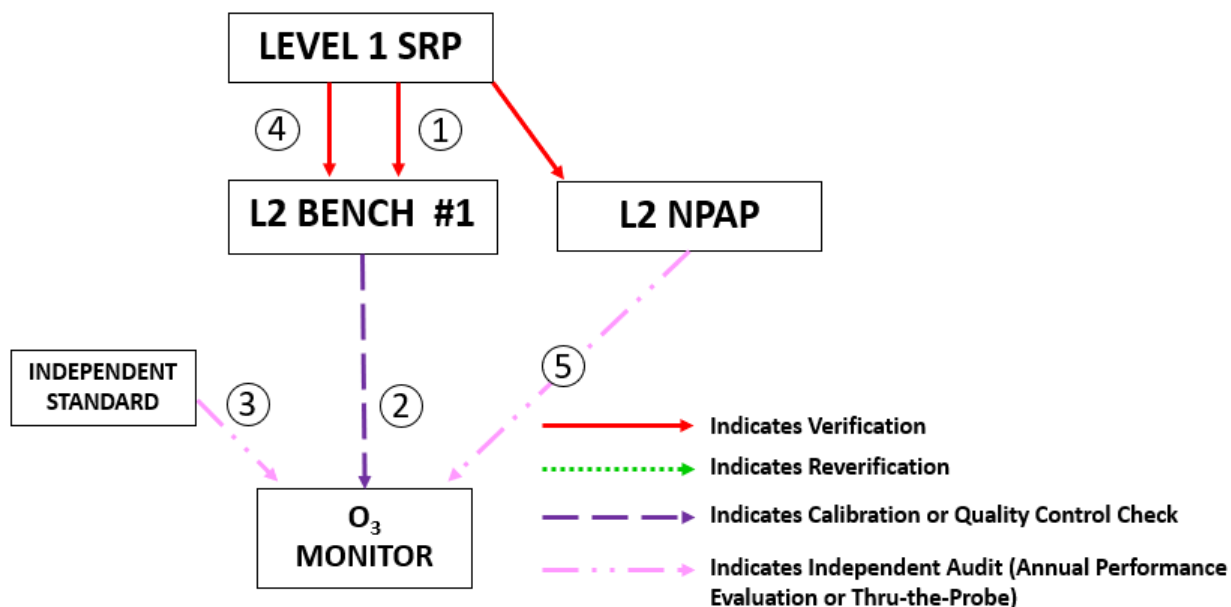 LEVEL 1 SRP
4
1
L2 BENCH #1
L2 NPAP
INDEPENDENT
STANDARD
3
2
5
O₃
MONITOR
Indicates Verification
Indicates Reverification
Indicates Calibration or Quality Control Check
Indicates Independent Audit (Annual Performance
Evaluation or Thru-the-Probe)